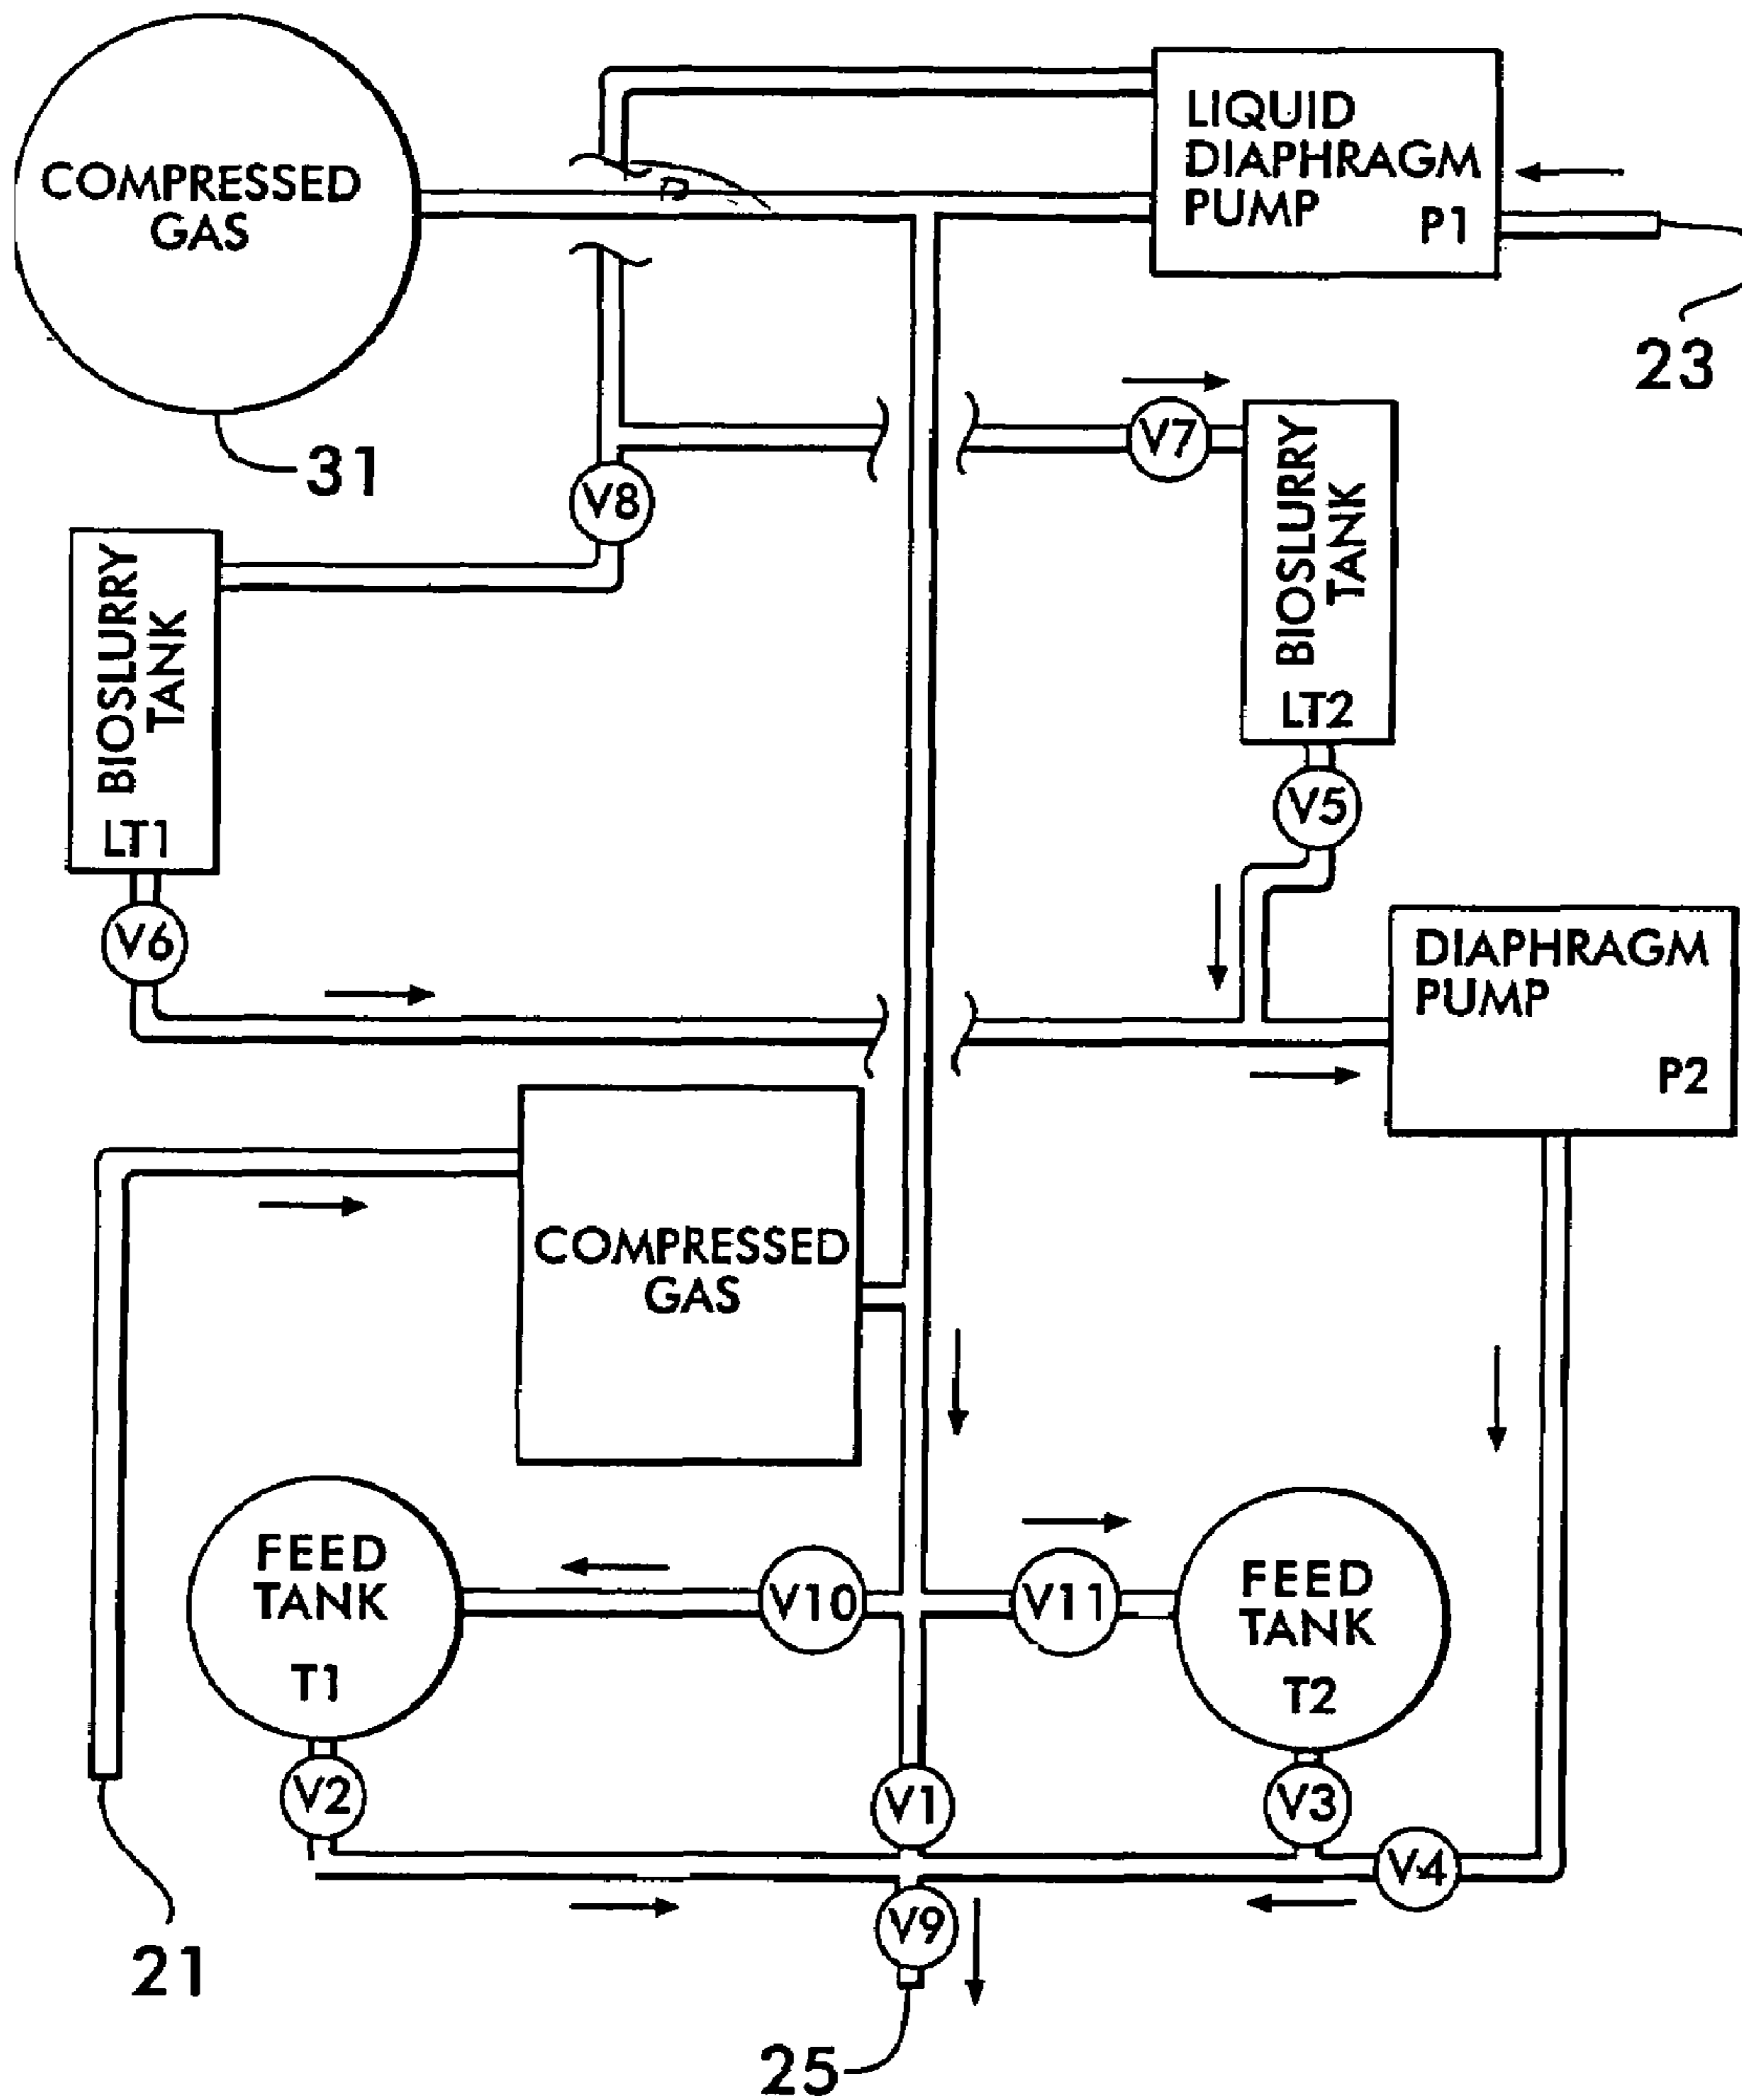 COMPRESSED
GAS
LIQUID
DIAPHRAGM
PUMP
P1
23
31
V7
V8
BIOSLURRY
TANK
LT2
BIOSLURRY
TANK
LT1
V5
V6
DIAPHRAGM
PUMP
P2
COMPRESSED
GAS
FEED
TANK
T1
V10
V11
FEED
TANK
T2
V2
V1
V3
V4
V9
21
25